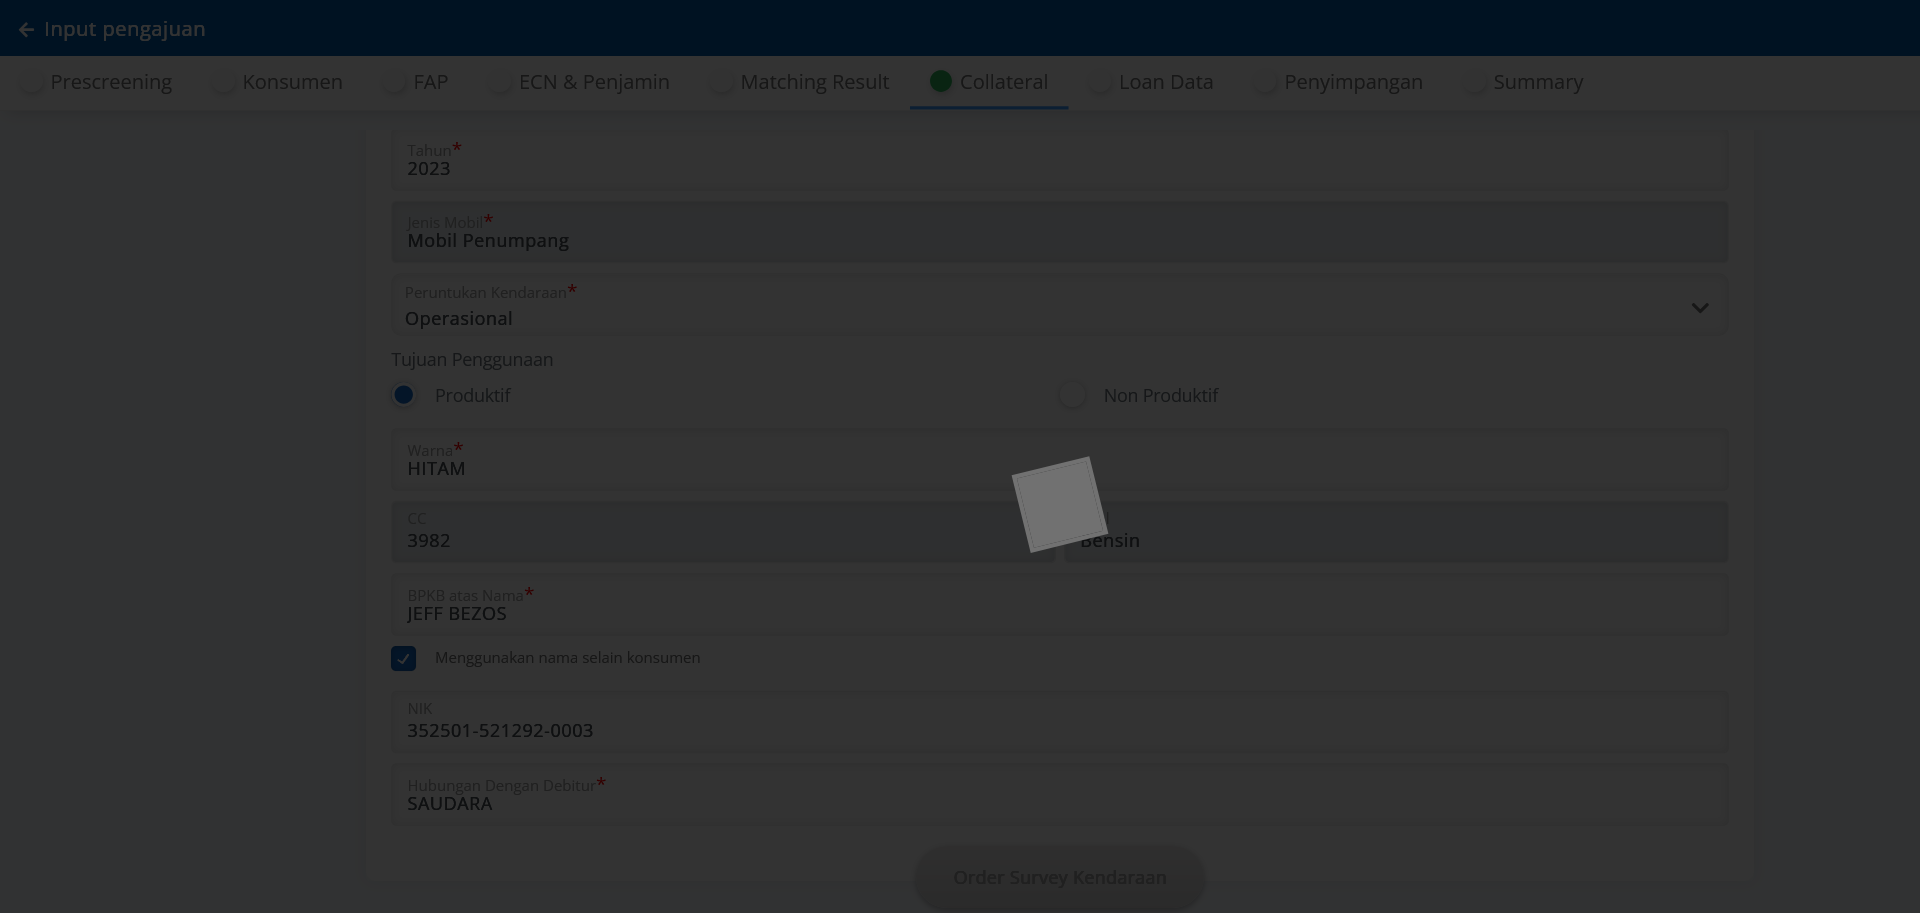 Input pengajuan
Prescreening Konsumen FAP ECN & Penjamin Matching Result Collateral Loan Data Penyimpangan Summary
Tahun*
2023
Jenis Mobil*
Mobil Penumpang
Peruntukan Kendaraan*
Operasional
Tujuan Penggunaan
Produktif Non Produktif
Warna*
HITAM
CC
3982 Bensin
BPKB atas Nama*
JEFF BEZOS
Menggunakan nama selain konsumen
NIK
352501-521292-0003
Hubungan Dengan Debitur*
SAUDARA
Order Survey Kendaraan